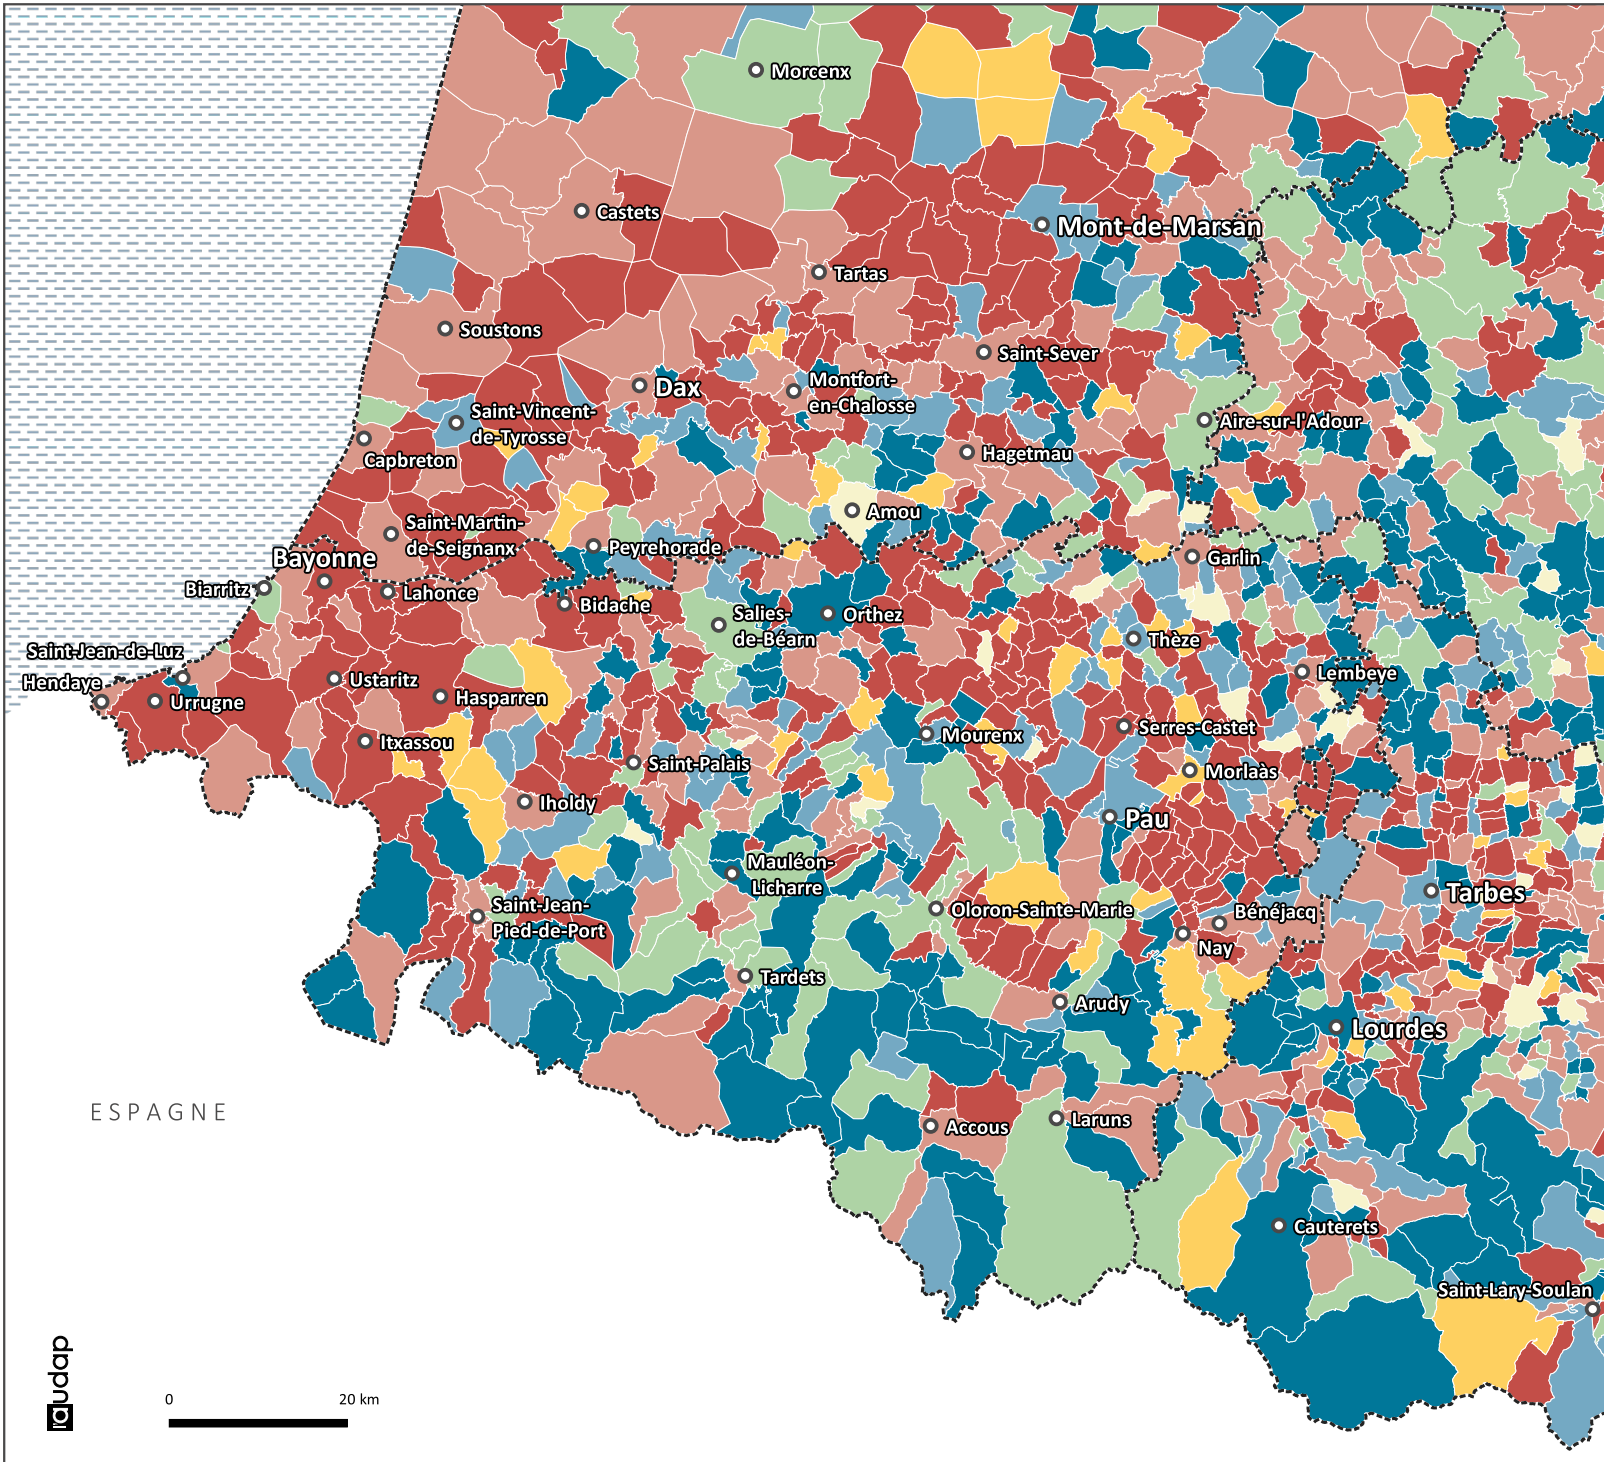 Morcenx
Castets
Mont-de-Marsan
Tartas
Soustons
Saint-Sever
Dax
Montfort-
en-Chalosse
Saint-Vincent-
de-Tyrosse
Aire-sur-l'Adour
Capbreton
Hagetmau
Amou
Saint-Martin-
de-Seignanx
Peyrehorade
Bayonne
Garlin
Biarritz
Lahonce
Bidache
Salies-
de-Béarn
Orthez
Thèze
Saint-Jean-de-Luz
Hendaye
Urrugne
Ustaritz
Hasparren
Lembeye
Itxassou
Mourenx
Serres-Castet
Saint-Palais
Morlaàs
Iholdy
Pau
Mauléon-
Licharre
Tarbes
Saint-Jean-
Pied-de-Port
Oloron-Sainte-Marie
Bénéjacq
Nay
Tardets
Arudy
Lourdes
ESPAGNE
Accous
Laruns
Cauterets
Saint-Lary-Soulan
l'audap
0 20 km